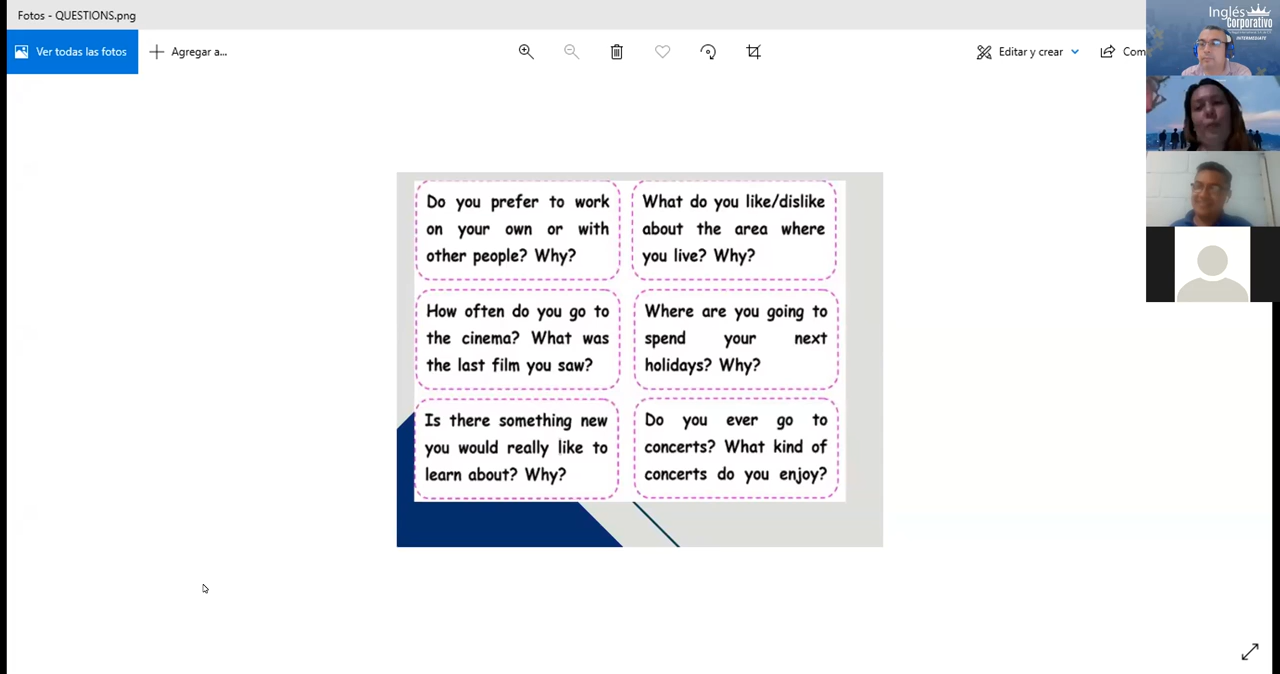 Fotos - QUESTIONS.png
Ver todas las fotos
Agregar a...
Editar y crear
Com
Inglés
Corporativo
INTERMEDIATE
Do you prefer to work
on your own or with
other people? Why?
What do you like/dislike
about the area where
you live? Why?
How often do you go to
the cinema? What was
the last film you saw?
Where are you going to
spend your next
holidays? Why?
Is there something new
you would really like to
learn about? Why?
Do you ever go to
concerts? What kind of
concerts do you enjoy?